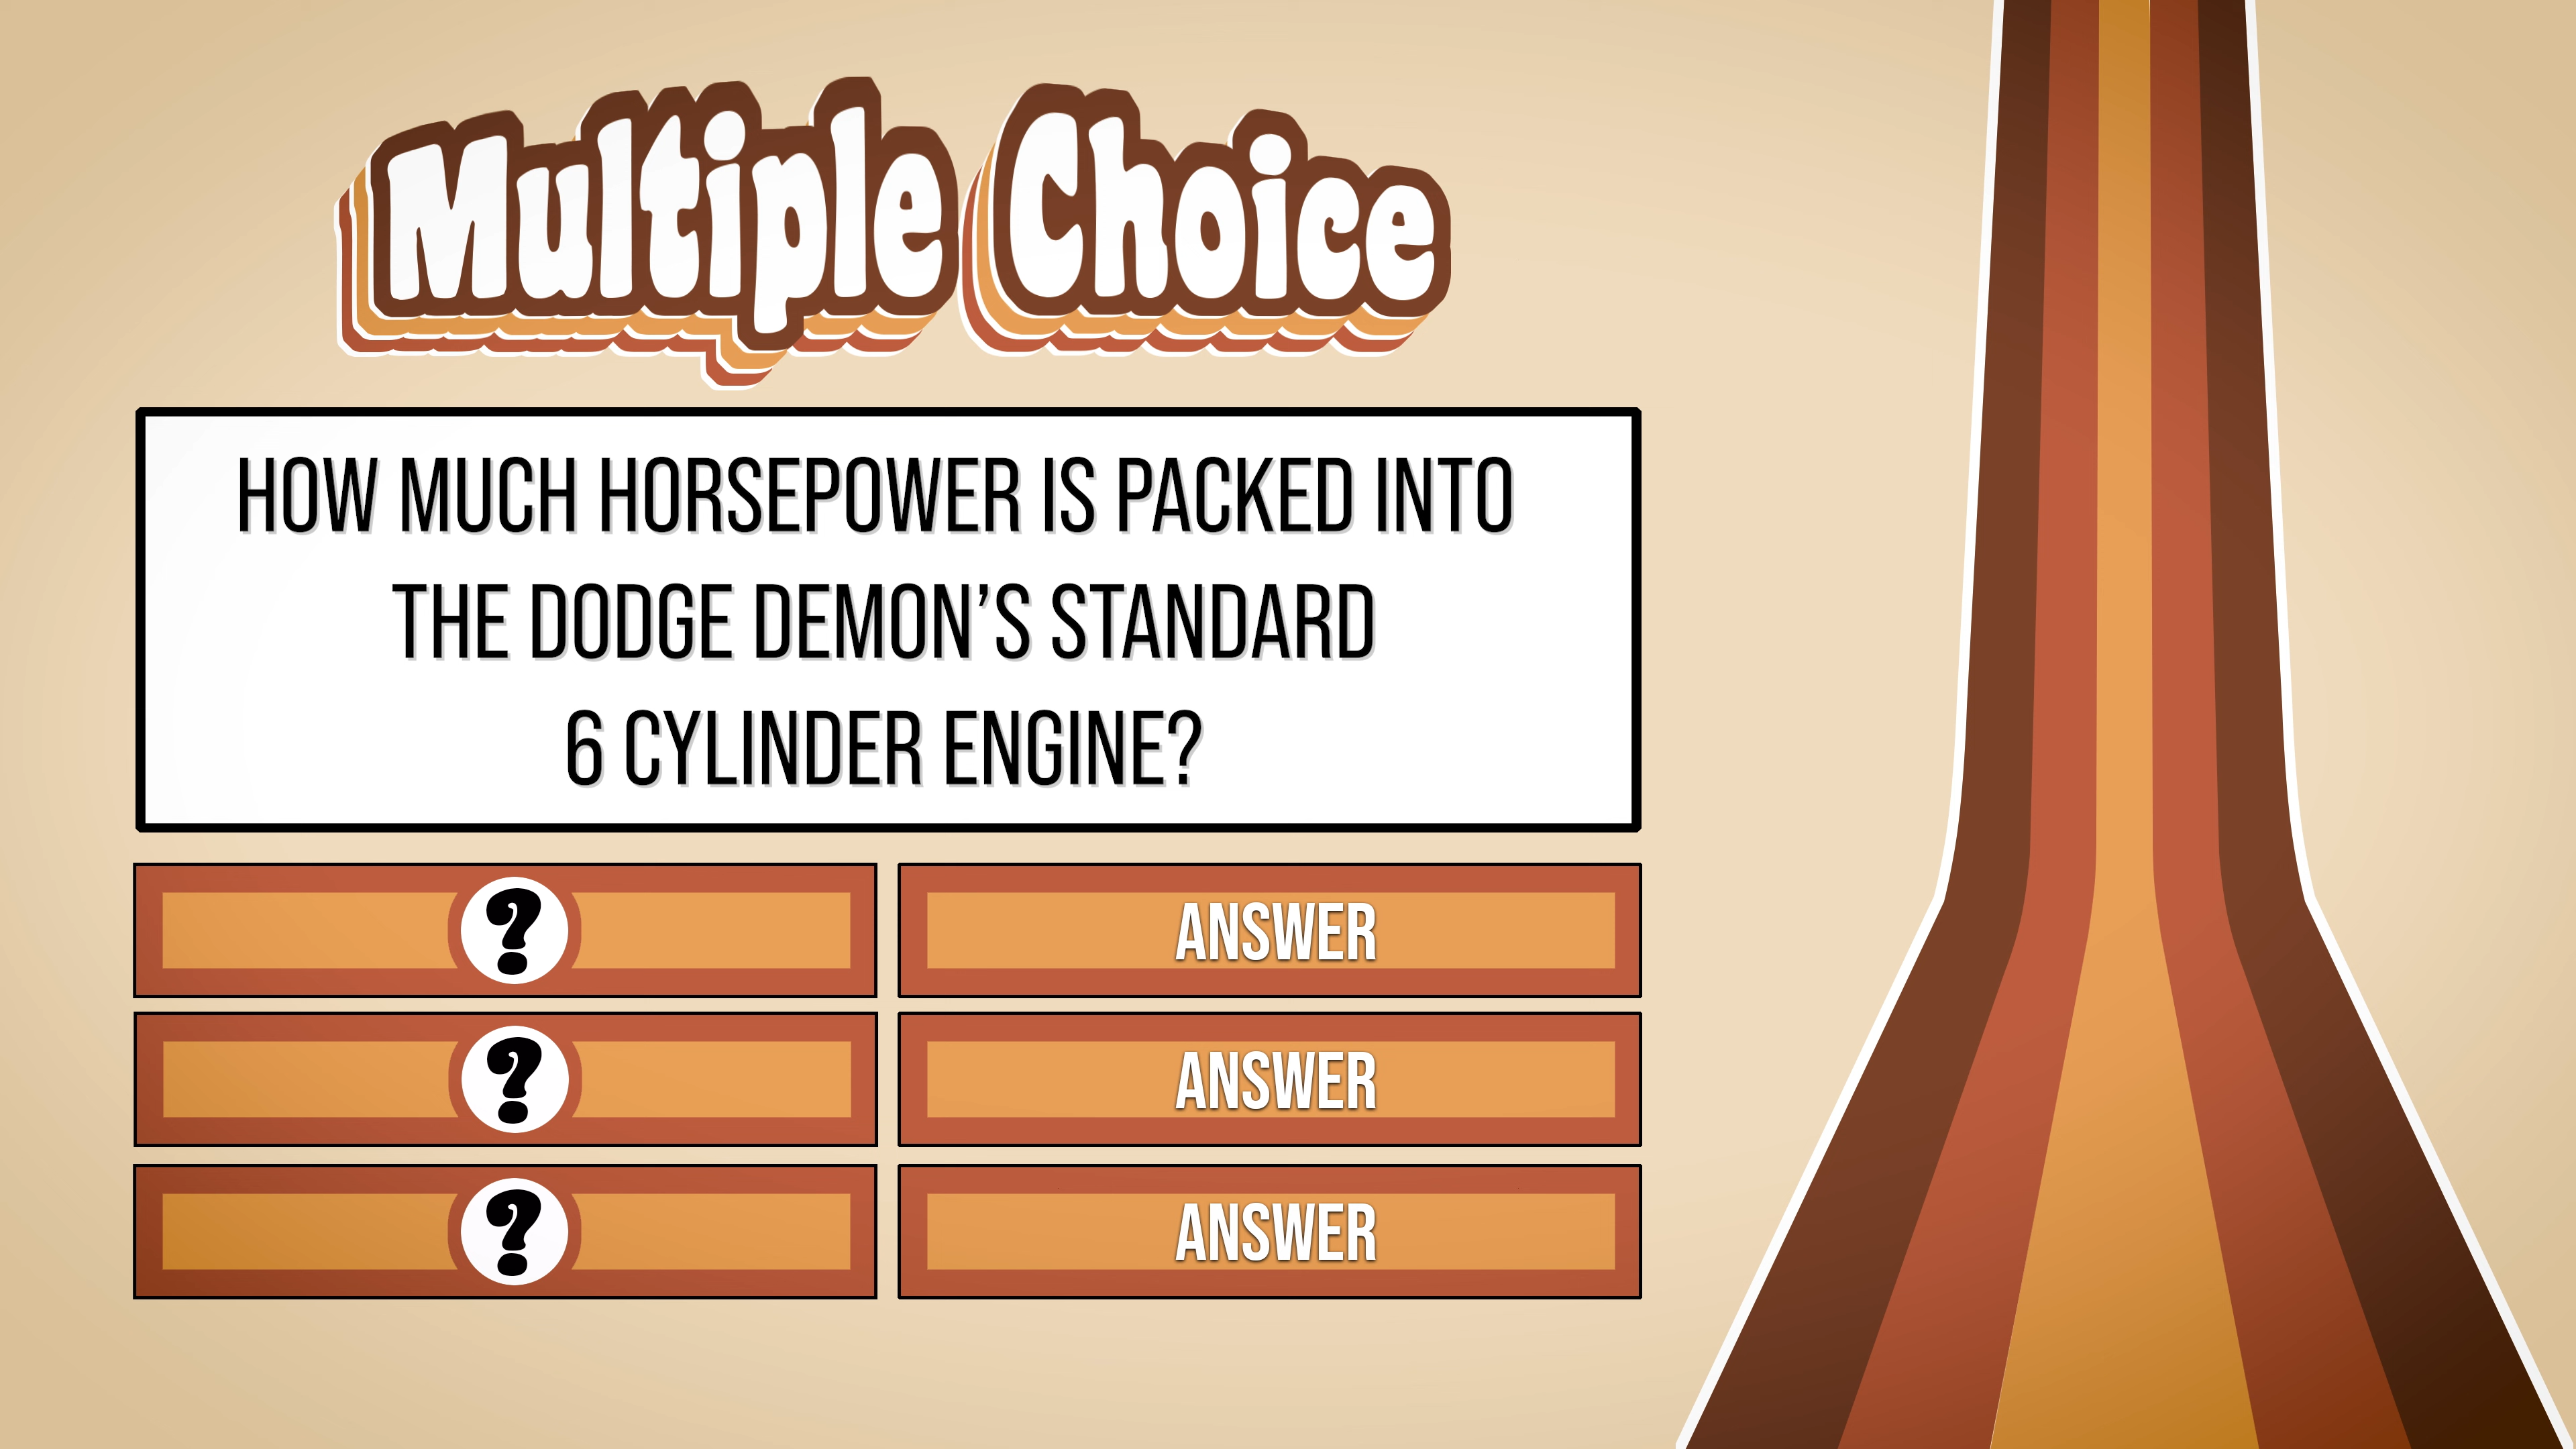 Multiple Choice
HOW MUCH HORSEPOWER IS PACKED INTO
THE DODGE DEMON’S STANDARD
6 CYLINDER ENGINE?
?
ANSWER
?
ANSWER
?
ANSWER